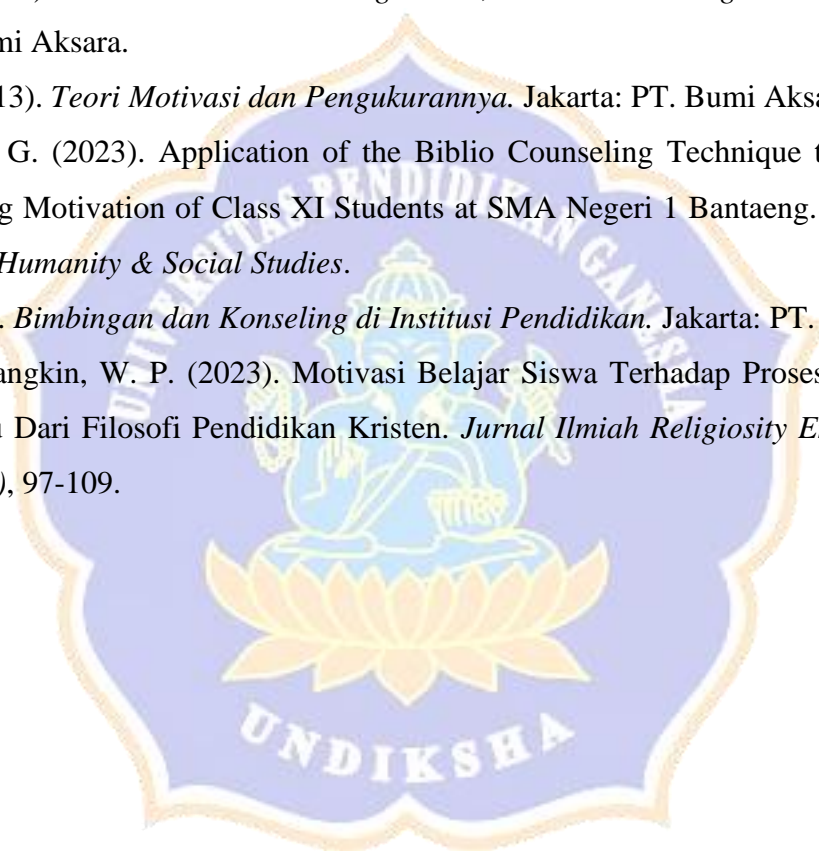 mi Aksara.
13). Teori Motivasi dan Pengukurannya. Jakarta: PT. Bumi Aksa
G. (2023). Application of the Biblio Counseling Technique t
g Motivation of Class XI Students at SMA Negeri 1 Bantaeng.
Humanity & Social Studies.
. Bimbingan dan Konseling di Institusi Pendidikan. Jakarta: PT.
angkin, W. P. (2023). Motivasi Belajar Siswa Terhadap Proses
Dari Filosofi Pendidikan Kristen. Jurnal Ilmiah Religiosity E
), 97-109.
UNIVERSITAS PENDIDIKAN GANESHA
UNDIKSHA